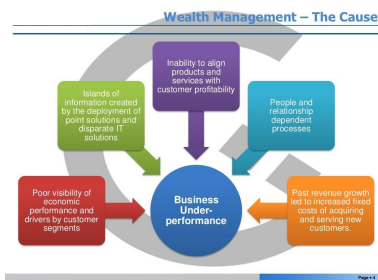 Wealth Management – The Cause
Inability to align
products and
services with
customer profitability
Islands of
information created
by the deployment of
point solutions and
disparate IT
solutions
People and
relationship
dependent
processes
Poor visibility of
economic
performance and
drivers by customer
segments
Business
Under-
performance
Past revenue growth
led to increased fixed
costs of acquiring
and serving new
customers.
Page ▪ 4